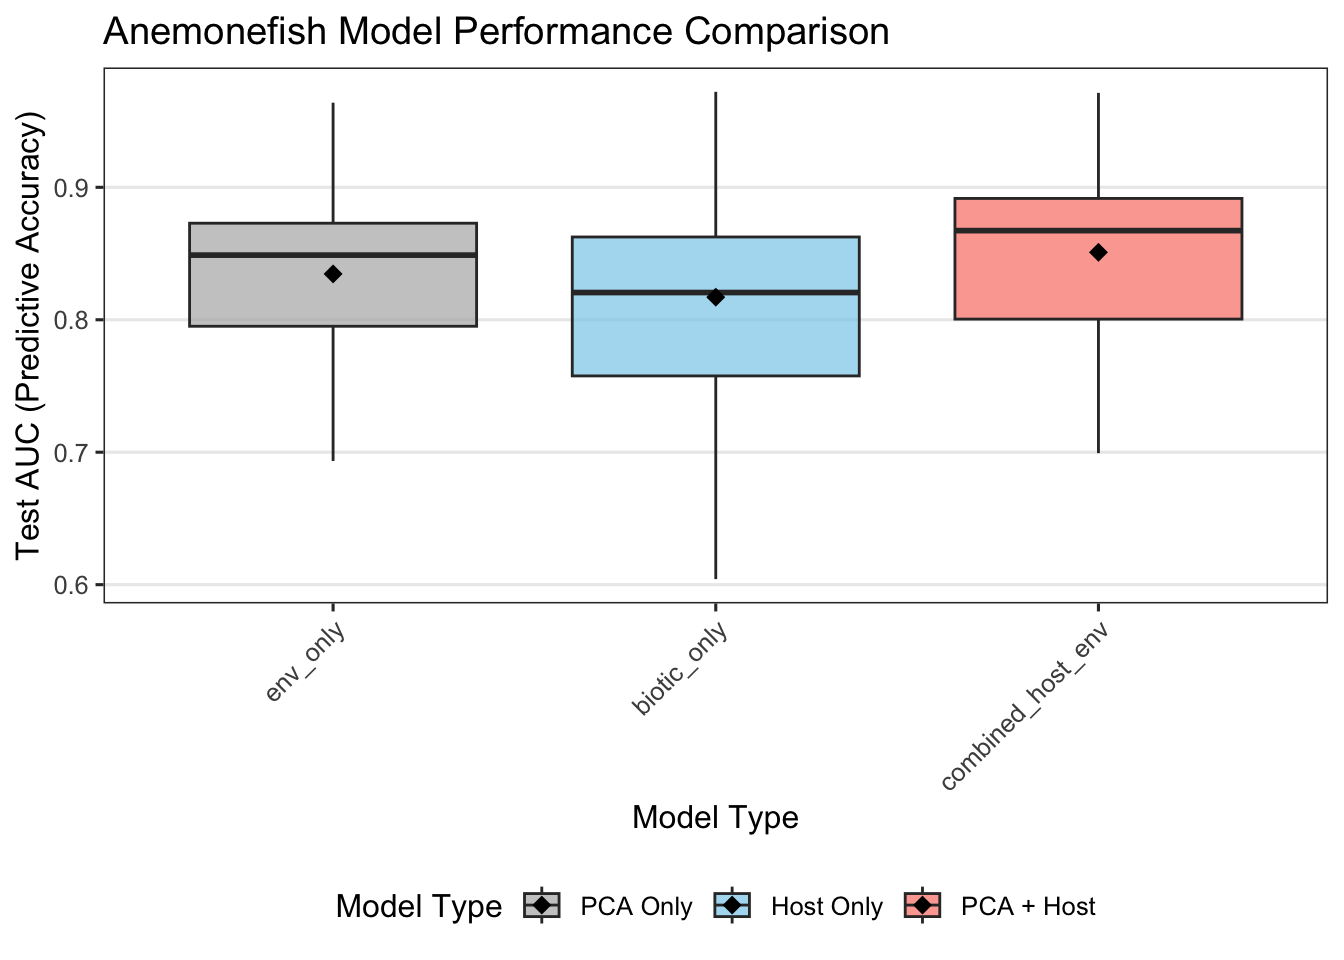 Anemonefish Model Performance Comparison
Test AUC (Predictive Accuracy)
0.9
0.8
0.7
0.6
env_only
biotic_only
combined_host_env
Model Type
Model Type PCA Only Host Only PCA + Host